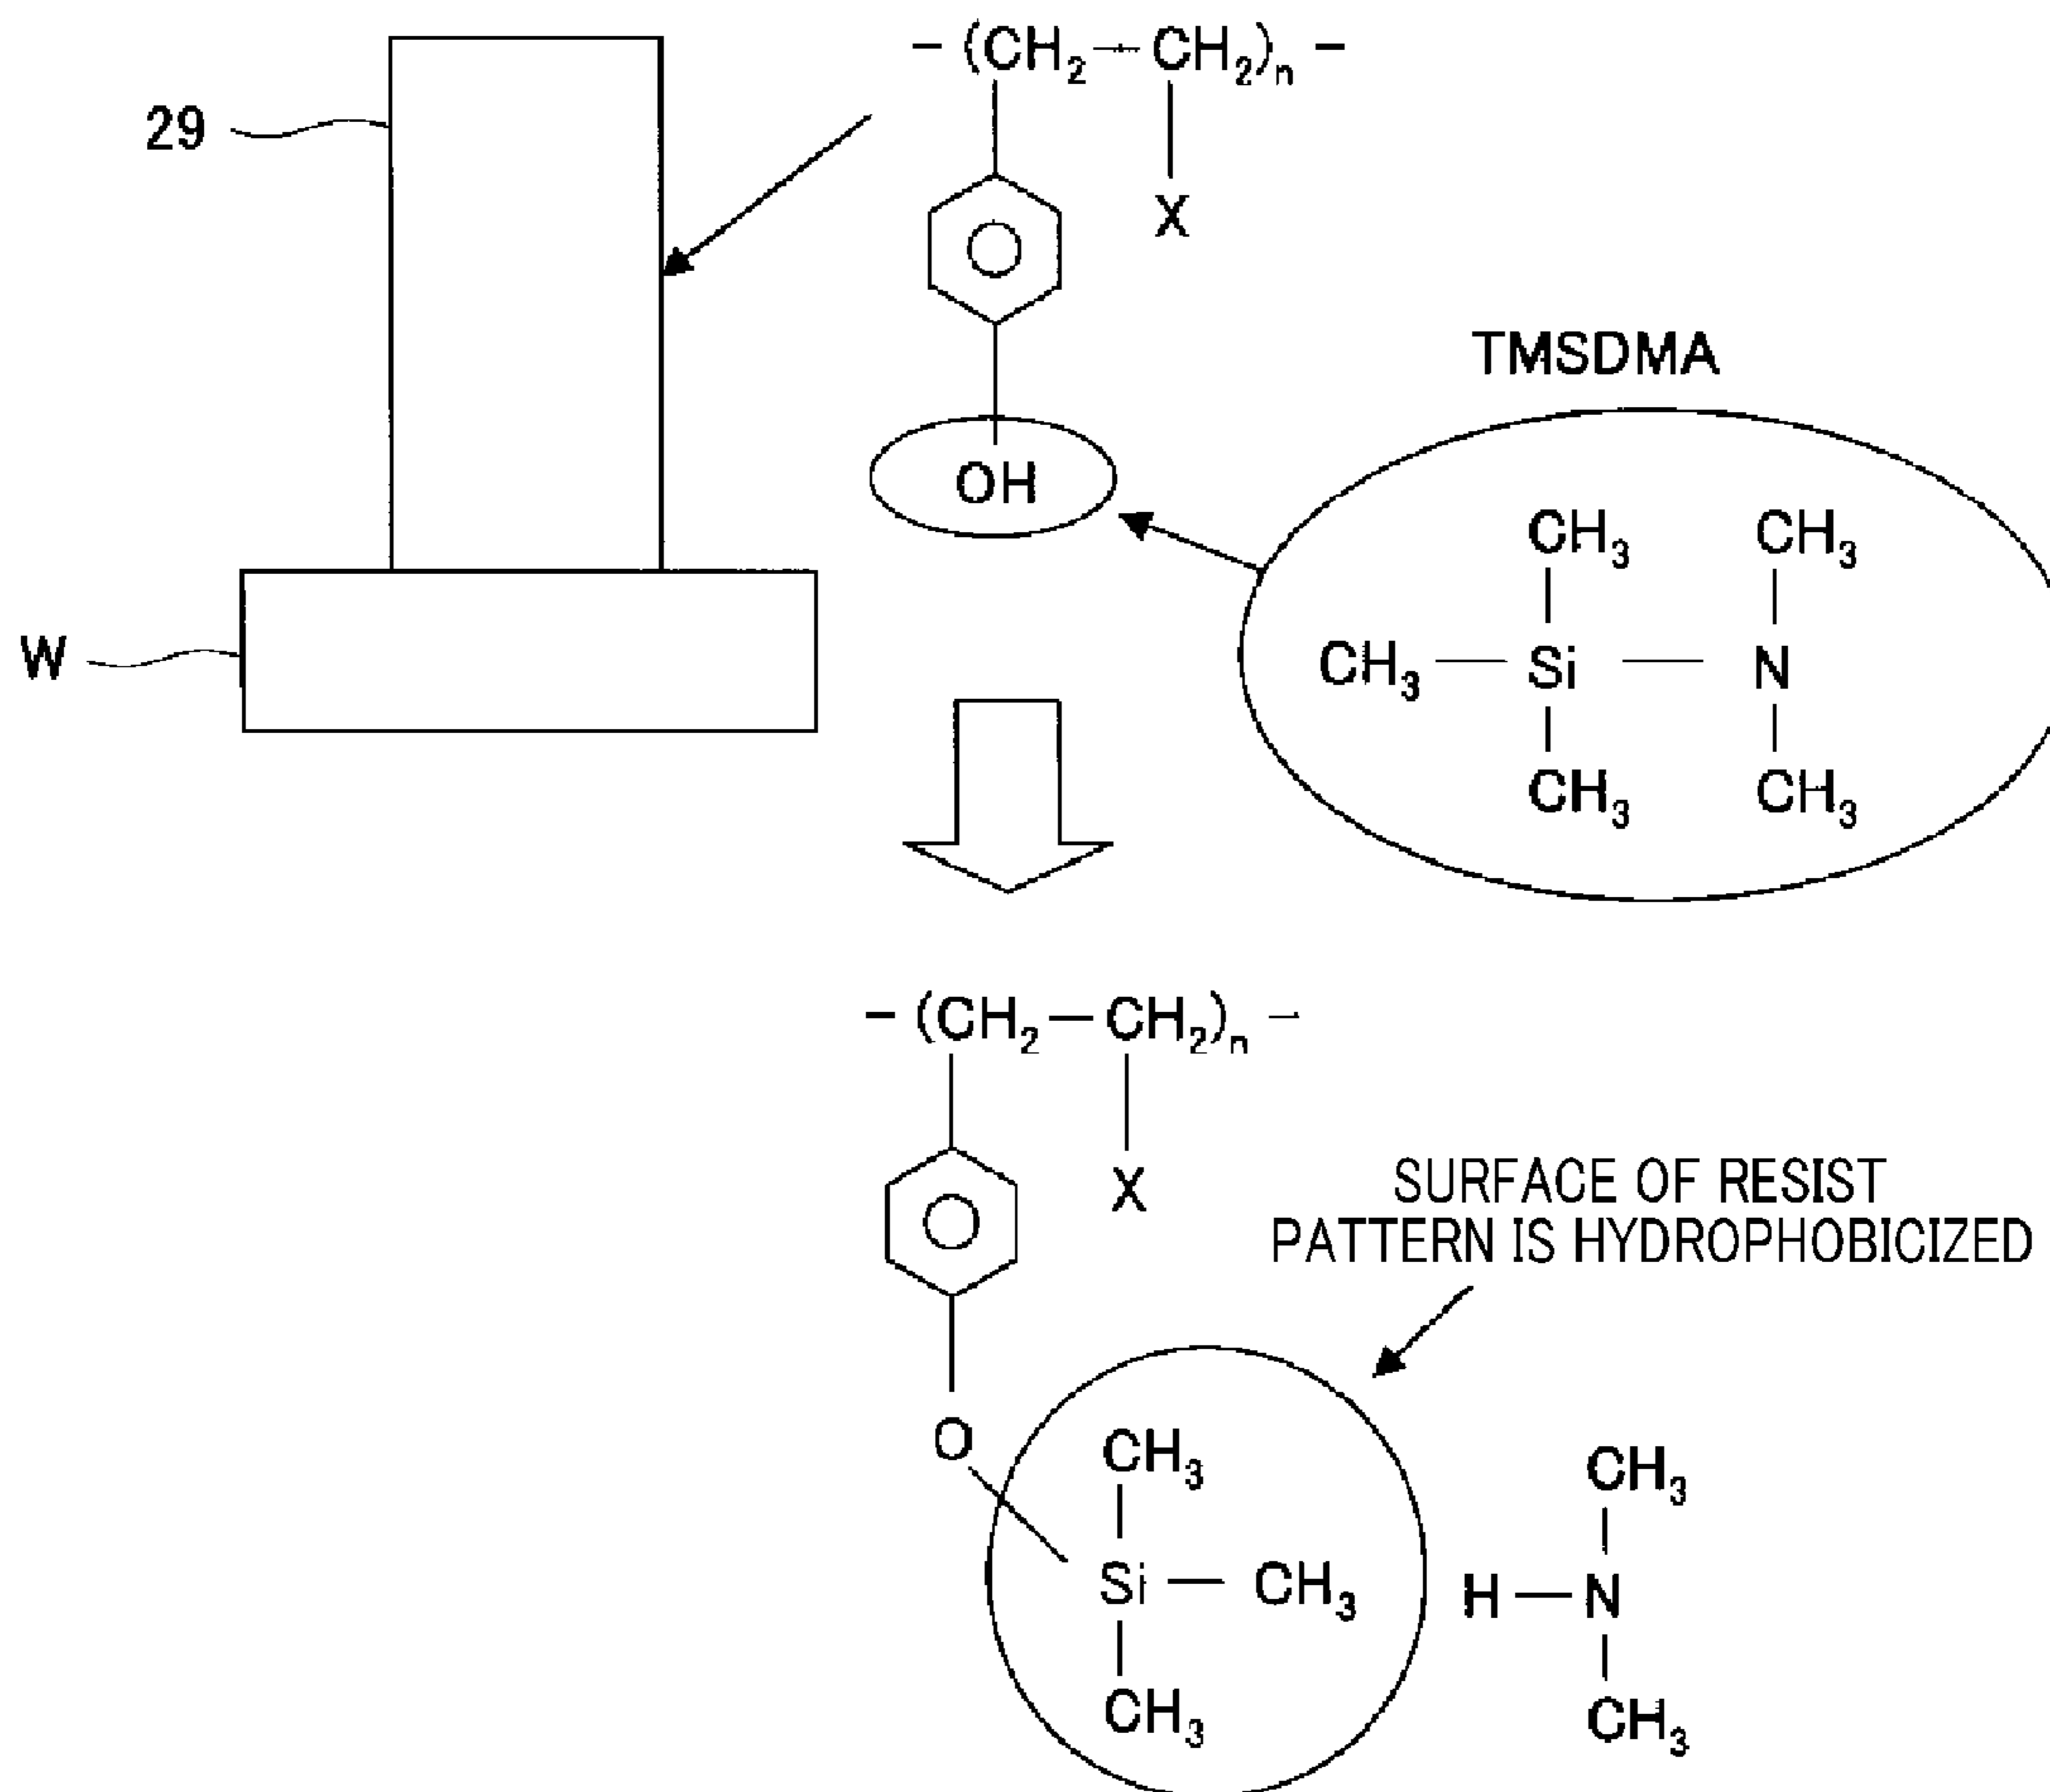 -(CH2-CH2)n-
29
X
TMSDMA
OH
CH3 CH3
W
CH3 — Si — N
CH3 CH3
-(CH2-CH2)n-
X
SURFACE OF RESIST
PATTERN IS HYDROPHOBICIZED
O
CH3
CH3
Si — CH3
H — N
CH3
CH3